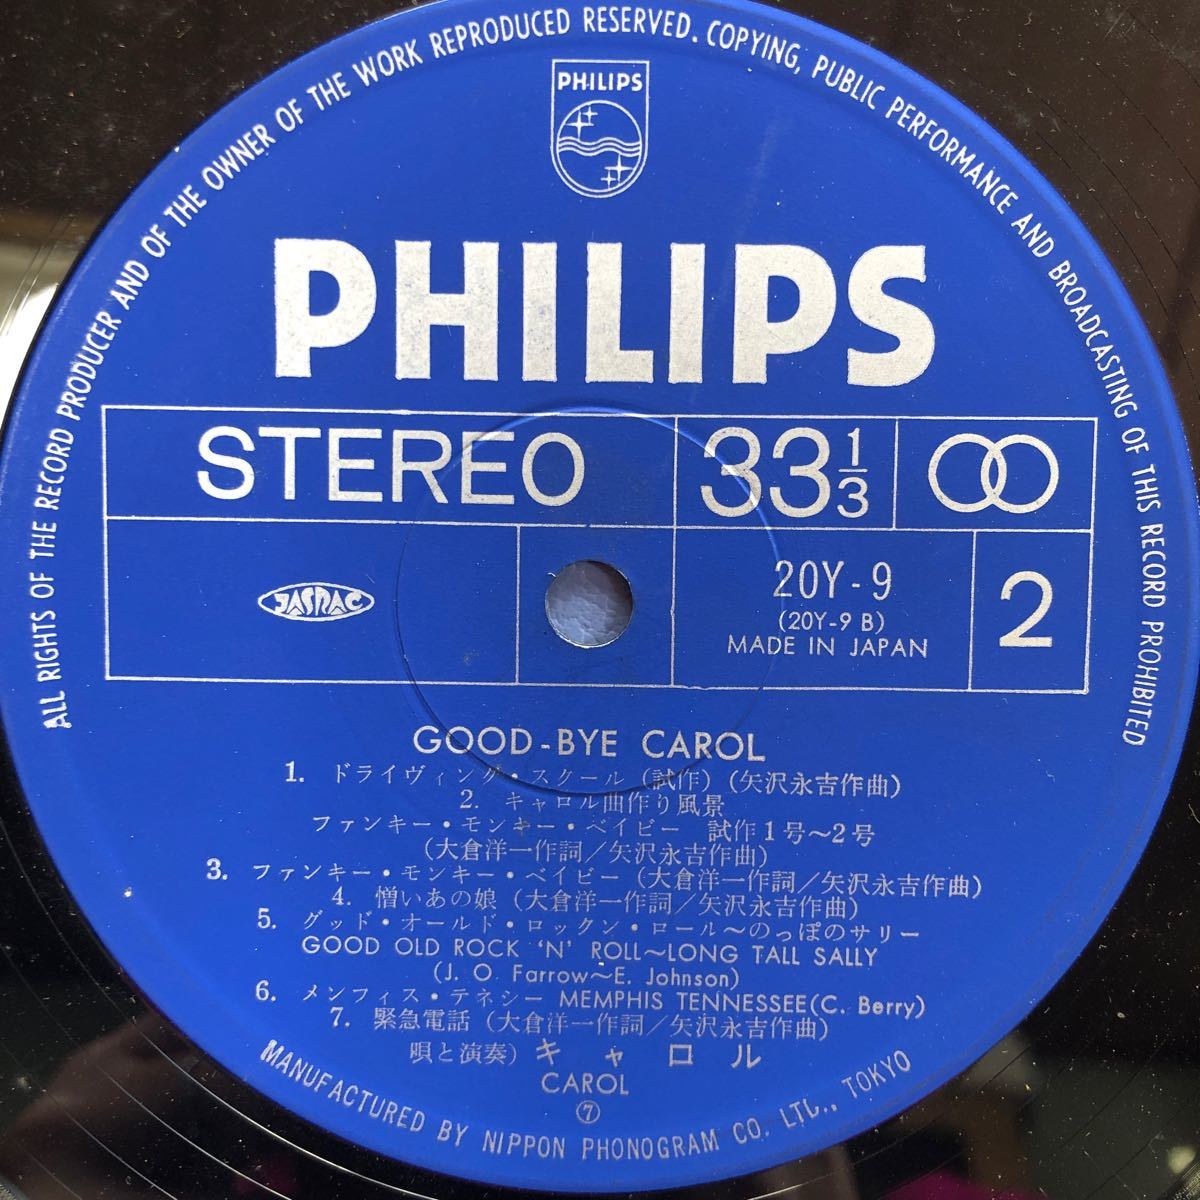 ALL RIGHTS OF THE RECORD PRODUCER AND OF THE OWNER OF THE WORK REPRODUCED RESERVED. COPYING, PUBLIC PERFORMANCE AND BROADCASTING OF THIS RECORD PROHIBITED
PHILIPS
PHILIPS
STEREO
33 1/3
JASRAC
20Y-9
(20Y-9 B)
MADE IN JAPAN
2
GOOD-BYE CAROL
1. ドライヴィング・スクール (試作) (矢沢永吉作曲)
2. キャロル曲作り風景
ファンキー・モンキー・ベイビー 試作1号～2号
(大倉洋一作詞/矢沢永吉作曲)
3. ファンキー・モンキー・ベイビー (大倉洋一作詞/矢沢永吉作曲)
4. 憎いあの娘 (大倉洋一作詞/矢沢永吉作曲)
5. グッド・オールド・ロックン・ロール～のっぽのサリー
GOOD OLD ROCK 'N' ROLL～LONG TALL SALLY
(J. O. Farrow～E. Johnson)
6. メンフィス・テネシー MEMPHIS TENNESSEE (C. Berry)
7. 緊急電話 (大倉洋一作詞/矢沢永吉作曲)
唄と演奏) キャロル
CAROL
⑦
MANUFACTURED BY NIPPON PHONOGRAM CO. LTD., TOKYO